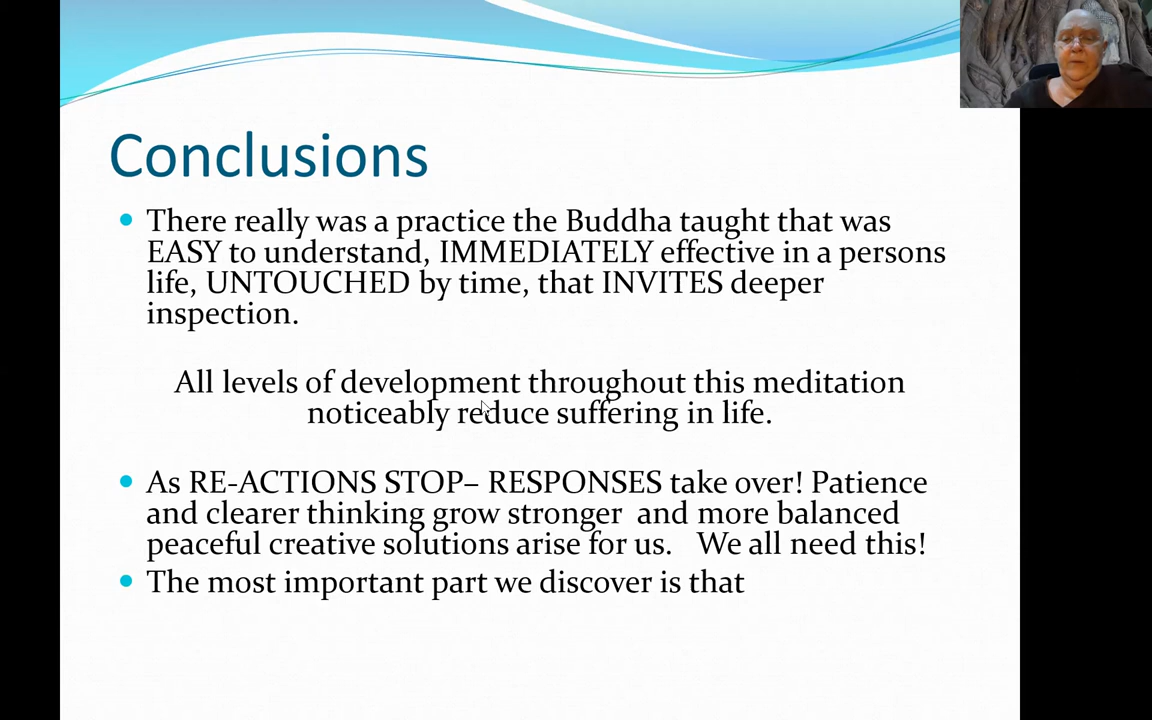 Conclusions
There really was a practice the Buddha taught that was
EASY to understand, IMMEDIATELY effective in a persons
life, UNTOUCHED by time, that INVITES deeper
inspection.
All levels of development throughout this meditation
noticeably reduce suffering in life.
As RE-ACTIONS STOP– RESPONSES take over! Patience
and clearer thinking grow stronger  and more balanced
peaceful creative solutions arise for us.   We all need this!
The most important part we discover is that